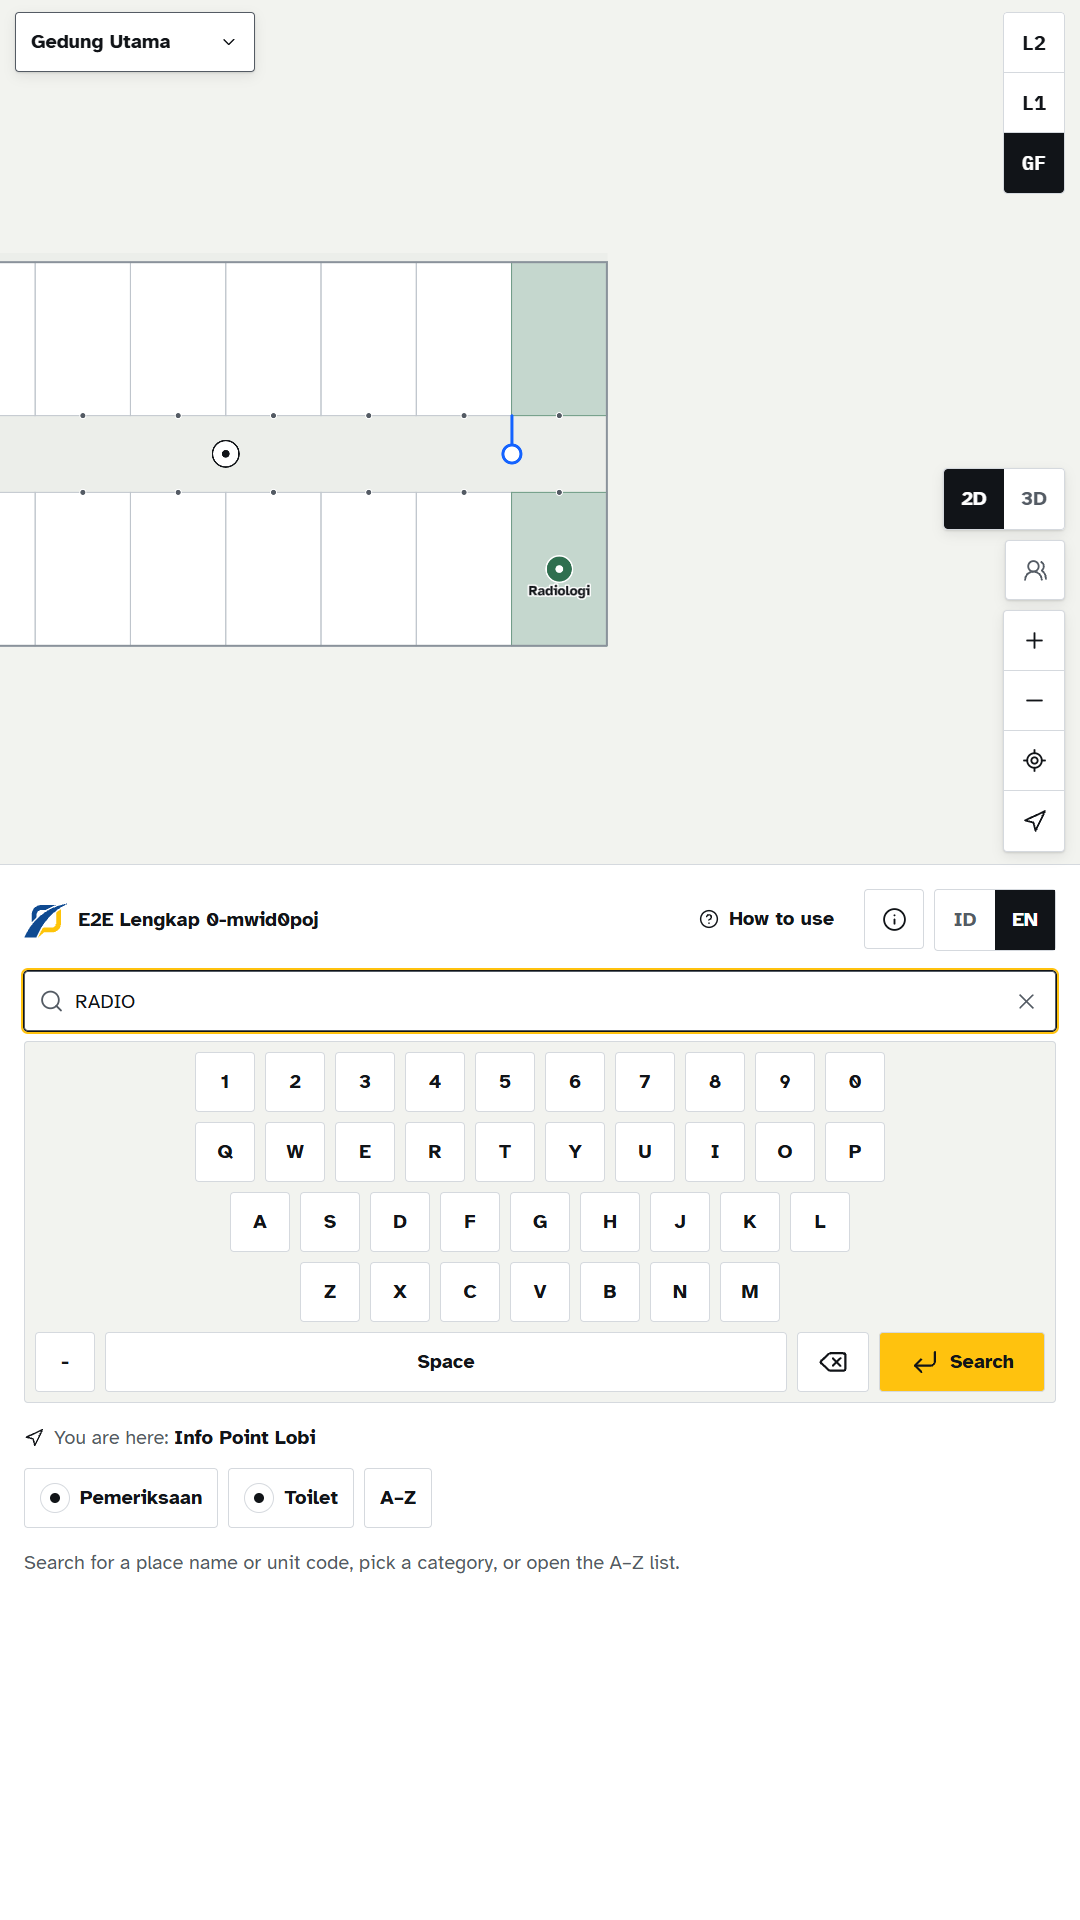 Gedung Utama
L2
L1
GF
2D 3D
Radiologi
E2E Lengkap 0-mwid0poj
How to use
ID EN
RADIO
1 2 3 4 5 6 7 8 9 0
Q W E R T Y U I O P
A S D F G H J K L
Z X C V B N M
- Space Search
You are here: Info Point Lobi
Pemeriksaan Toilet A–Z
Search for a place name or unit code, pick a category, or open the A–Z list.